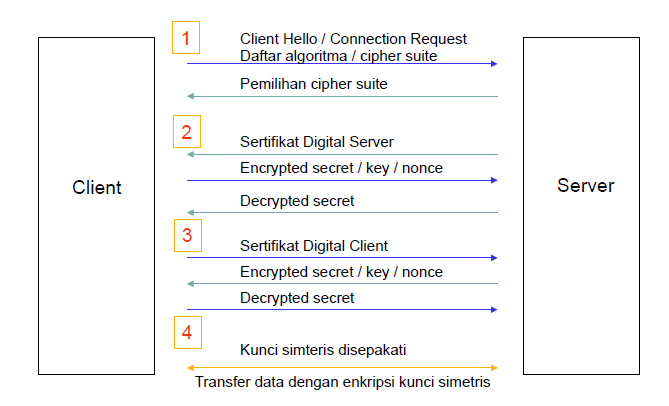 1
Client Hello / Connection Request
Daftar algoritma / cipher suite
Pemilihan cipher suite
2
Sertifikat Digital Server
Encrypted secret / key / nonce
Client
Server
Decrypted secret
3
Sertifikat Digital Client
Encrypted secret / key / nonce
Decrypted secret
4
Kunci simteris disepakati
Transfer data dengan enkripsi kunci simetris